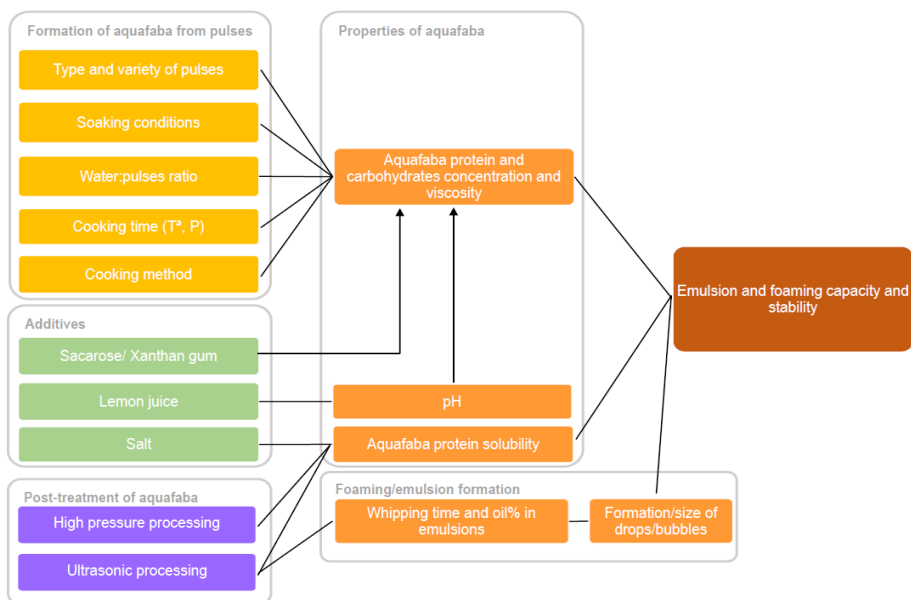 Formation of aquafaba from pulses
Type and variety of pulses
Soaking conditions
Water:pulses ratio
Cooking time (Tª, P)
Cooking method
Additives
Sacarose/ Xanthan gum
Lemon juice
Salt
Post-treatment of aquafaba
High pressure processing
Ultrasonic processing
Properties of aquafaba
Aquafaba protein and
carbohydrates concentration and
viscosity
pH
Aquafaba protein solubility
Foaming/emulsion formation
Whipping time and oil% in
emulsions
Formation/size of
drops/bubbles
Emulsion and foaming capacity and
stability